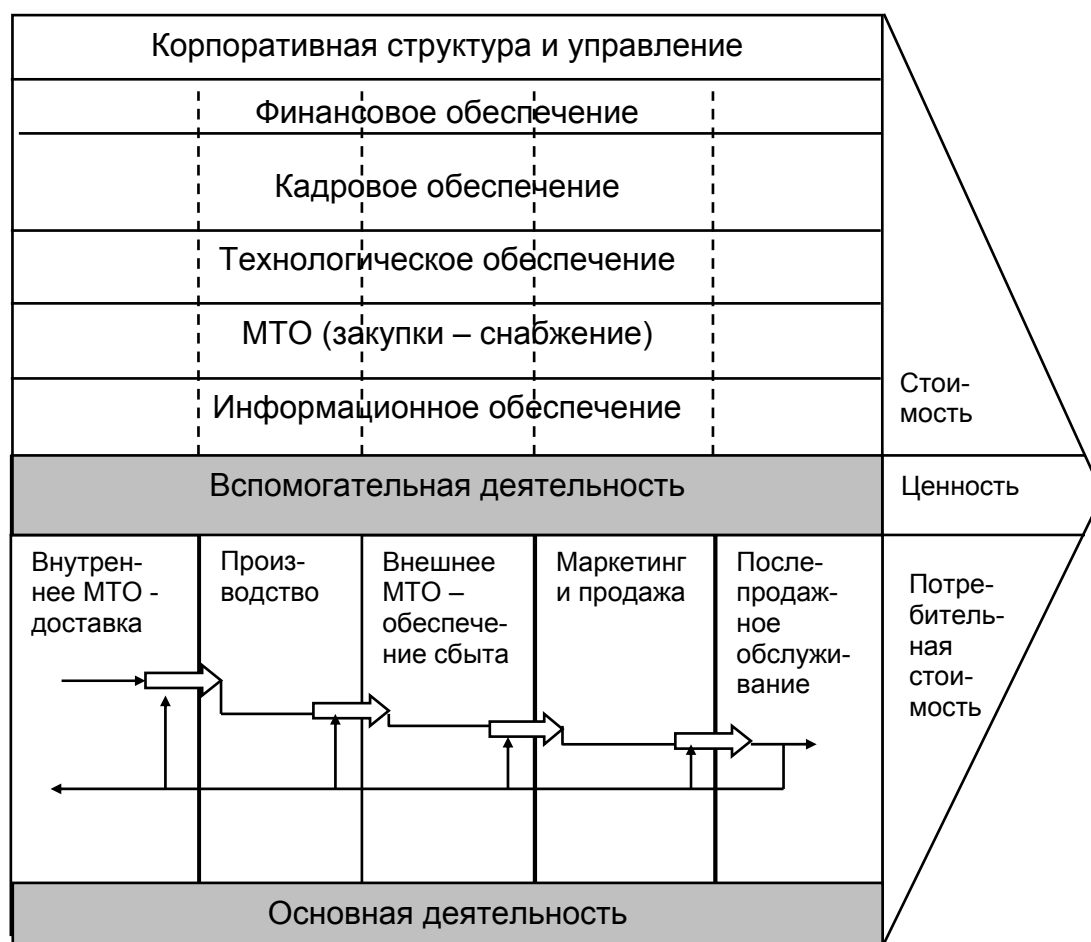 Корпоративная структура и управление
Финансовое обеспечение
Кадровое обеспечение
Технологическое обеспечение
МТО (закупки – снабжение)
Информационное обеспечение
Стои-
мость
Вспомогательная деятельность
Ценность
Внутрен-
нее МТО -
доставка
Произ-
водство
Внешнее
МТО –
обеспече-
ние сбыта
Маркетинг
и продажа
После-
продаж-
ное
обслужи-
вание
Потре-
битель-
ная
стои-
мость
Основная деятельность